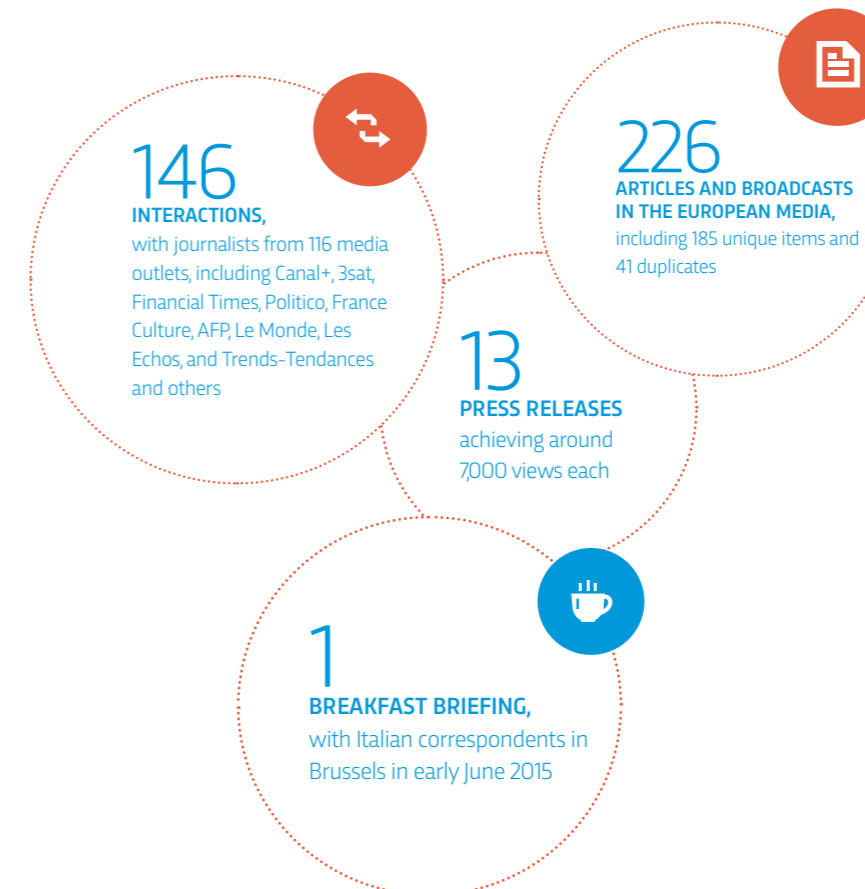 146
INTERACTIONS,
with journalists from 116 media
outlets, including Canal+, 3sat,
Financial Times, Politico, France
Culture, AFP, Le Monde, Les
Echos, and Trends-Tendances
and others
226
ARTICLES AND BROADCASTS
IN THE EUROPEAN MEDIA,
including 185 unique items and
41 duplicates
13
PRESS RELEASES
achieving around
7,000 views each
1
BREAKFAST BRIEFING,
with Italian correspondents in
Brussels in early June 2015